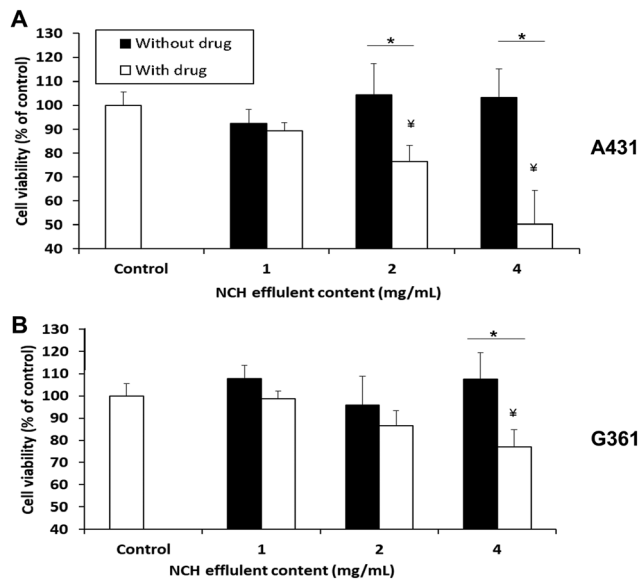 A
Without drug
With drug
*
*
¥
¥
Cell viability (% of control)
130
120
110
100
90
80
70
60
50
40
Control
1
2
4
NCH efflulent content (mg/mL)
A431
B
*
¥
Cell viability (% of control)
130
120
110
100
90
80
70
60
50
40
Control
1
2
4
NCH efflulent content (mg/mL)
G361